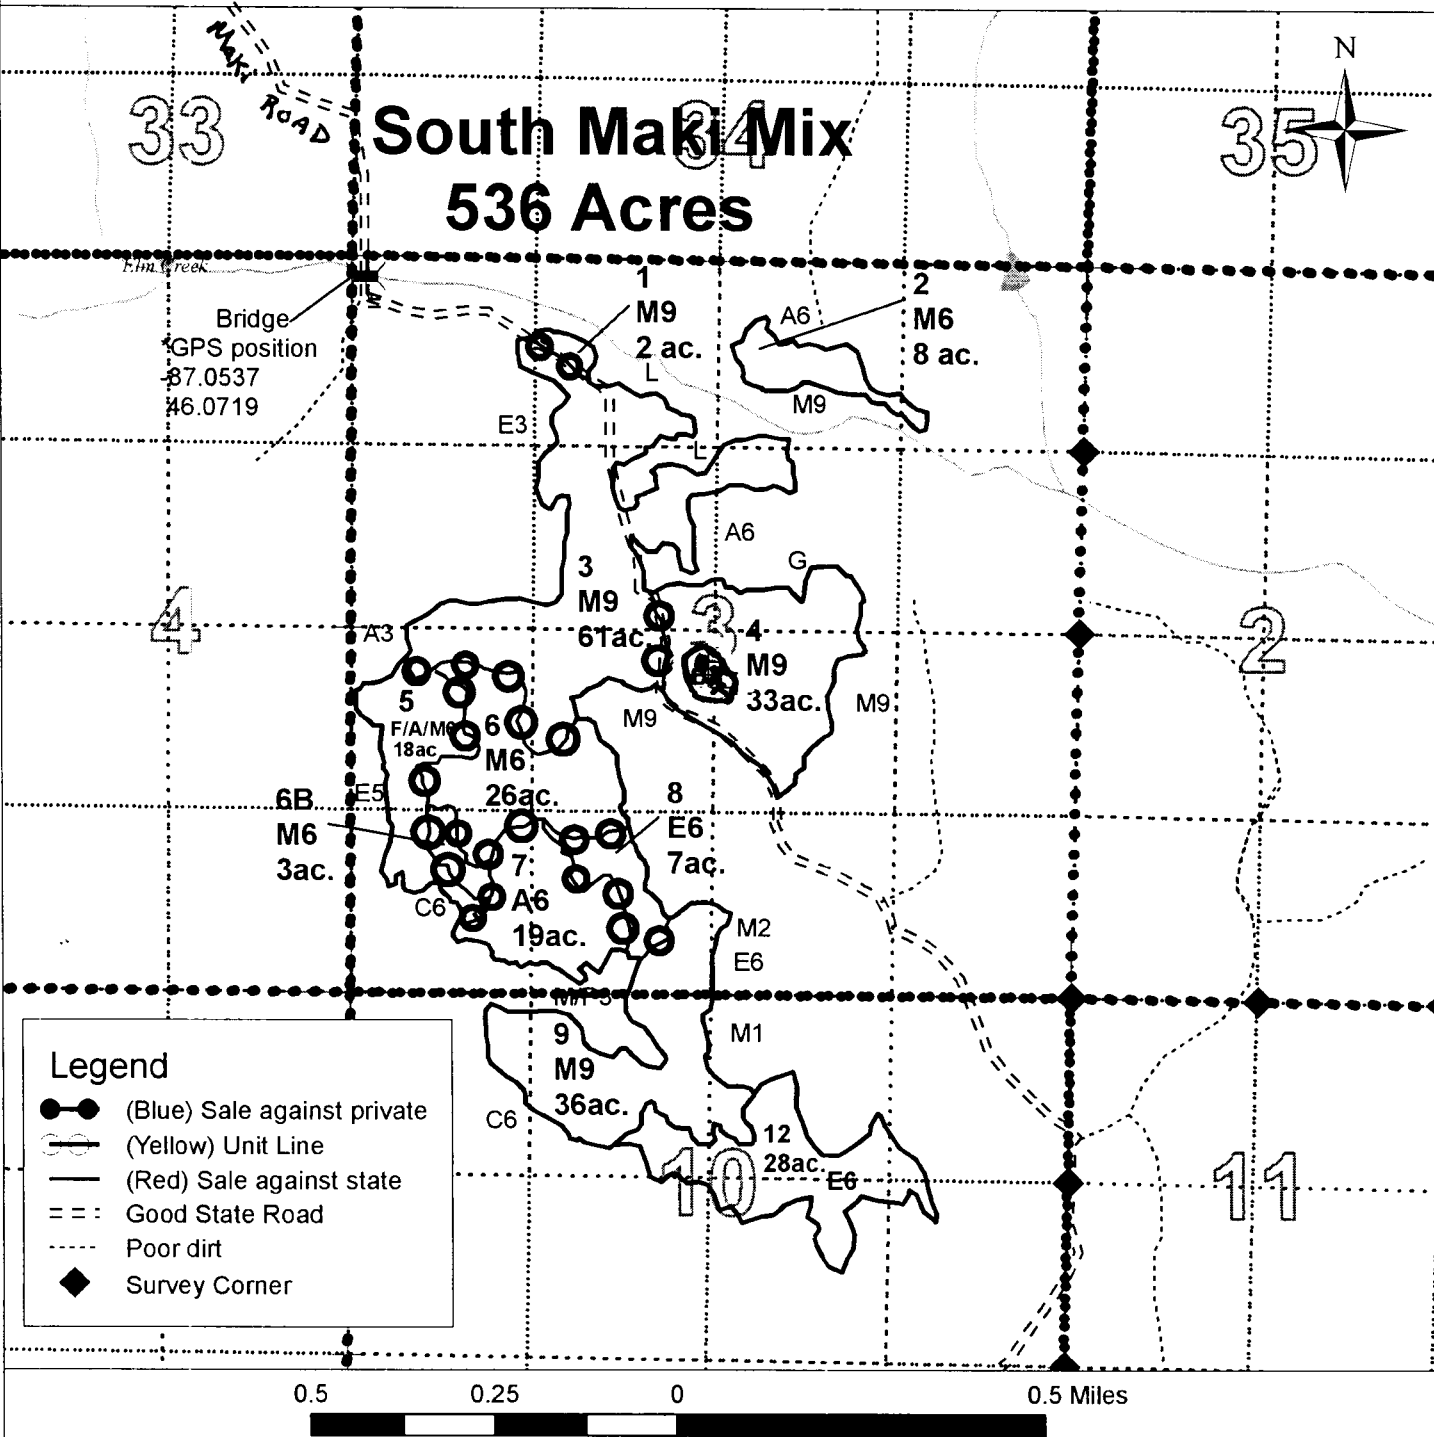 MAKI
ROAD
33
34
35
N
South Maki Mix
536 Acres
Elm Creek
Bridge
*GPS position
-87.0537
46.0719
1
M9
2 ac.
2
M6
8 ac.
A6
L
M9
E3
L
A6
G
3
M9
61ac.
4
3
4
M9
33ac.
2
A3
M9
M9
5
F/A/M6
18ac
6
M6
26ac.
E5
6B
M6
3ac.
8
E6
7ac.
7
A6
19ac.
C6
M2
E6
M1
9
M9
36ac.
C6
12
28ac.
E6
10
11
Legend
(Blue) Sale against private
(Yellow) Unit Line
(Red) Sale against state
Good State Road
Poor dirt
Survey Corner
0.5 0.25 0 0.5 Miles